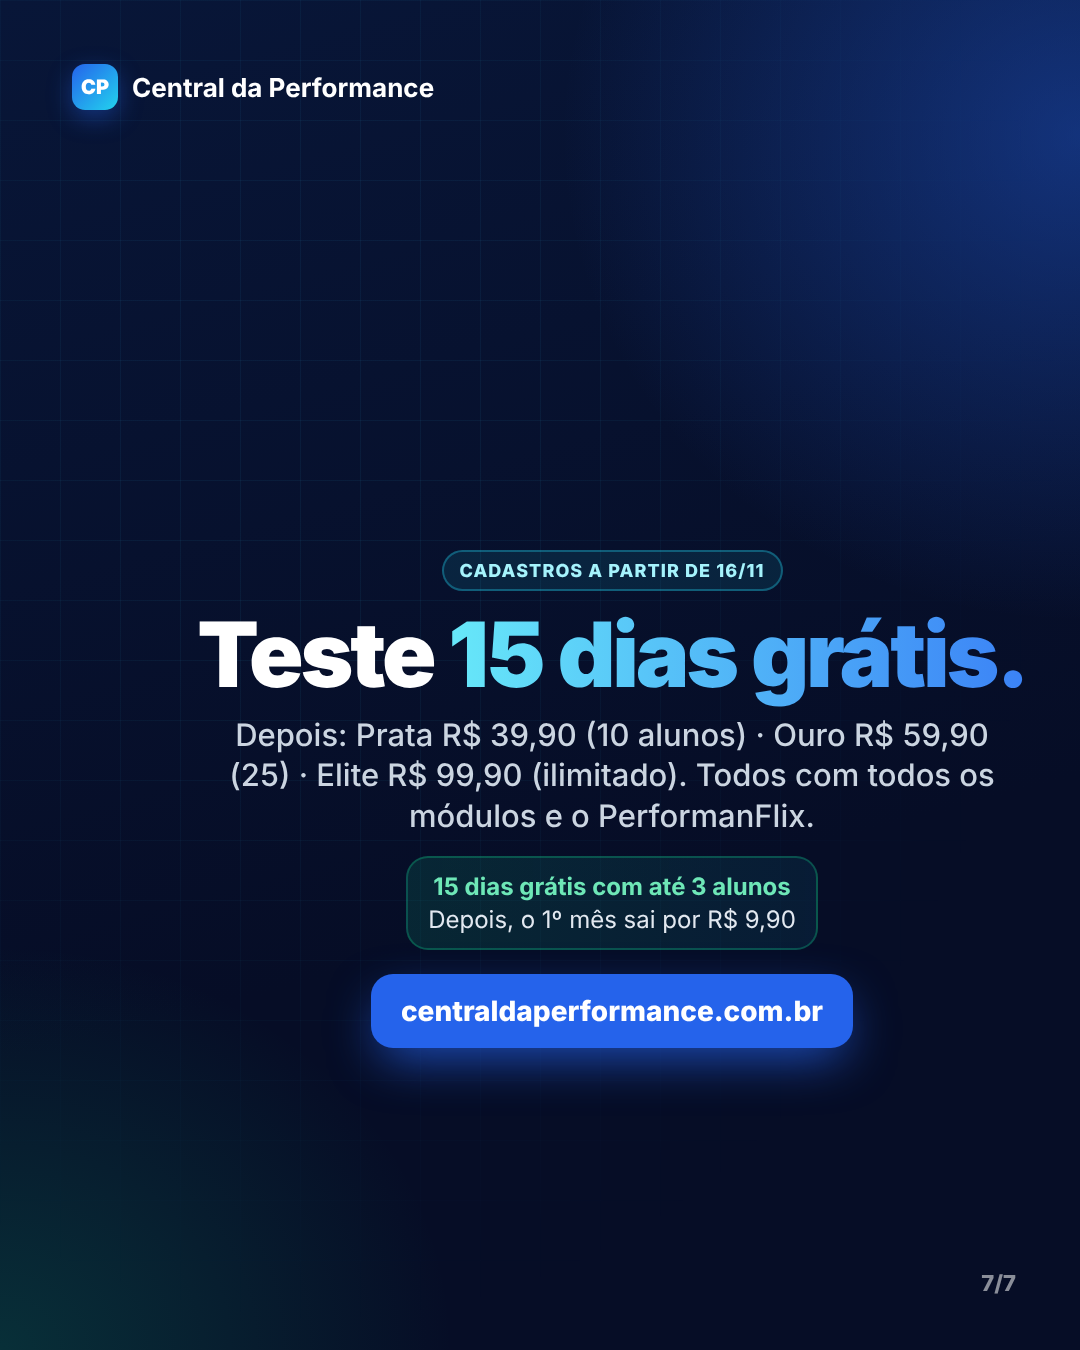 CP Central da Performance
CADASTROS A PARTIR DE 16/11
Teste 15 dias grátis.
Depois: Prata R$ 39,90 (10 alunos) · Ouro R$ 59,90
(25) · Elite R$ 99,90 (ilimitado). Todos com todos os
módulos e o PerformanFlix.
15 dias grátis com até 3 alunos
Depois, o 1º mês sai por R$ 9,90
centraldaperformance.com.br
7/7